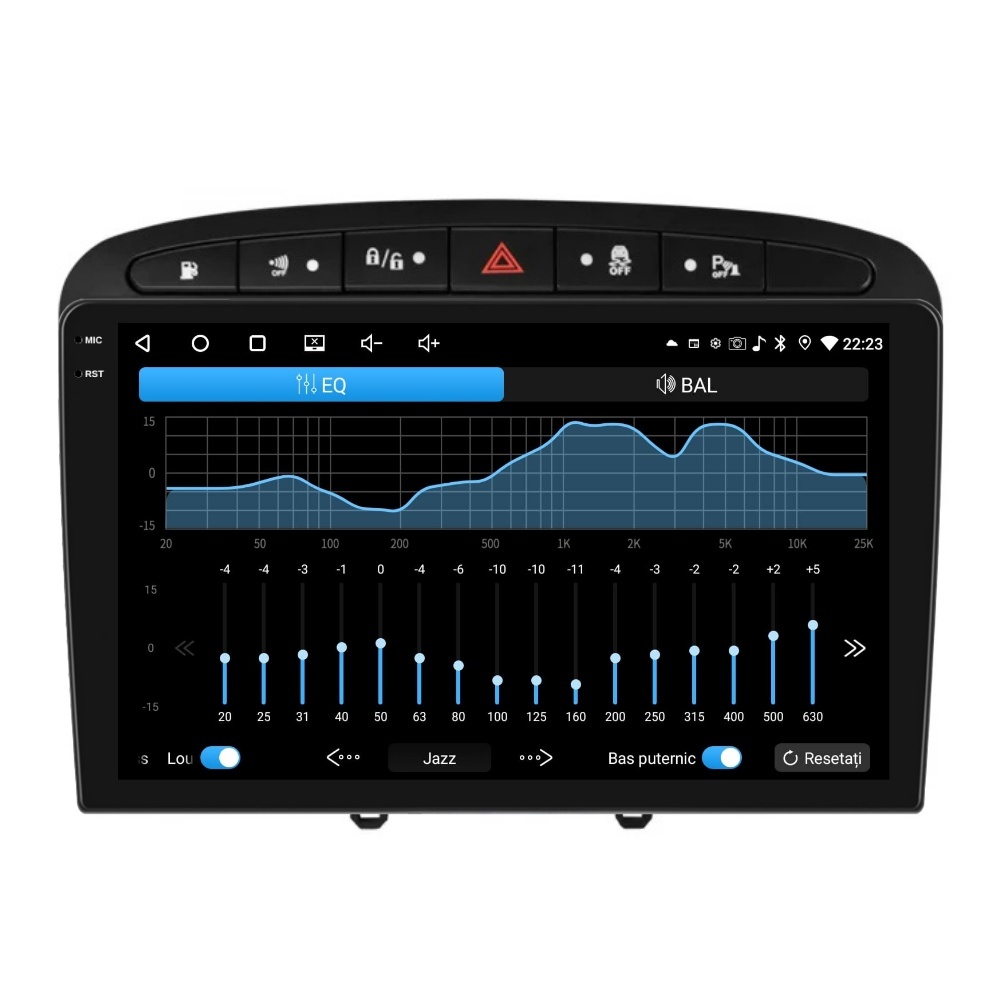 OFF
/
OFF
P
OFF
MIC
RST
22:23
EQ BAL
15
0
-15
20 50 100 200 500 1K 2K 5K 10K 25K
-4 -4 -3 -1 0 -4 -6 -10 -10 -11 -4 -3 -2 -2 +2 +5
15
0
-15
20 25 31 40 50 63 80 100 125 160 200 250 315 400 500 630
s Lou Jazz Bas puternic Resetați